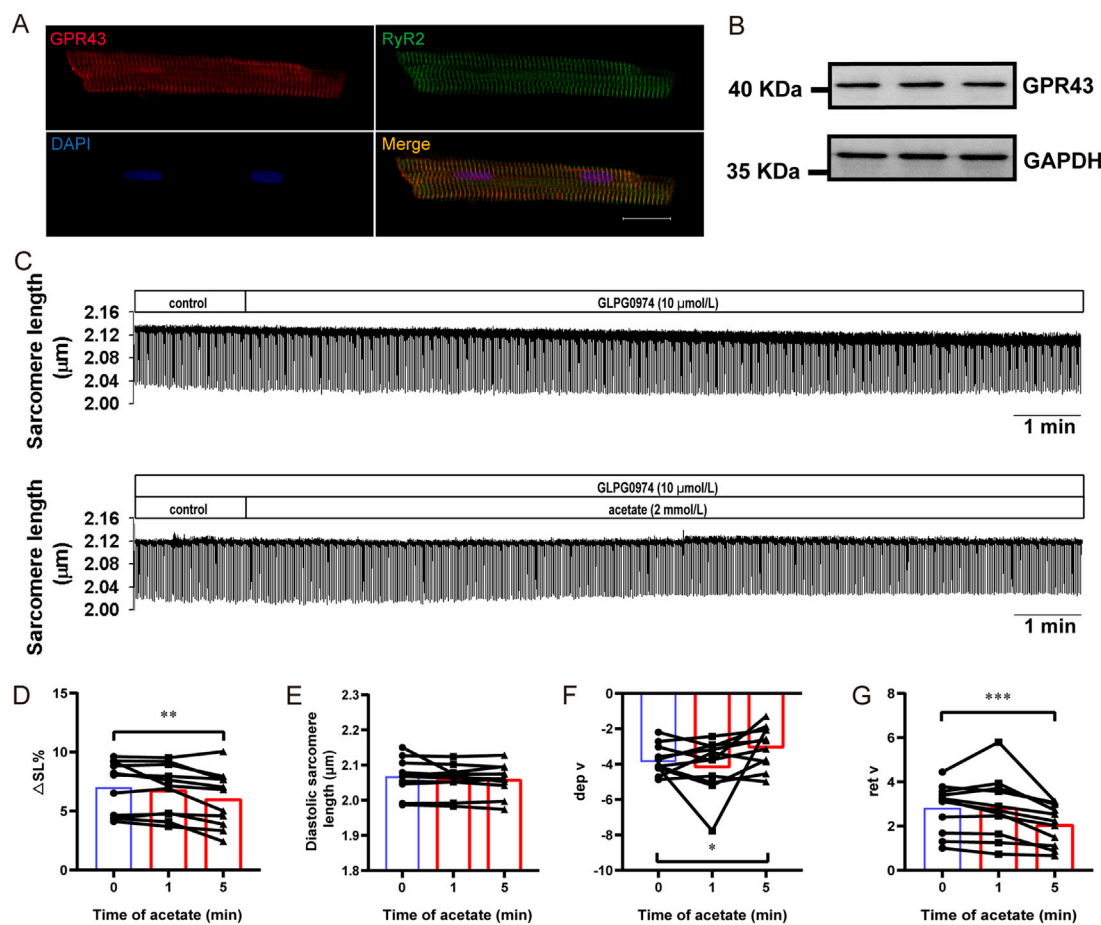 A
GPR43
RyR2
DAPI
Merge
B
40 KDa
GPR43
35 KDa
GAPDH
C
control
GLPG0974 (10 μmol/L)
Sarcomere length
(μm)
2.16
2.12
2.08
2.04
2.00
1 min
GLPG0974 (10 μmol/L)
control
acetate (2 mmol/L)
Sarcomere length
(μm)
2.16
2.12
2.08
2.04
2.00
1 min
D
△SL%
15
10
5
0
**
0 1 5
Time of acetate (min)
E
Diastolic sarcomere
length (μm)
2.3
2.2
2.1
2.0
1.9
1.8
0 1 5
Time of acetate (min)
F
dep v
0
-2
-4
-6
-8
-10
*
0 1 5
Time of acetate (min)
G
ret v
8
6
4
2
0
***
0 1 5
Time of acetate (min)